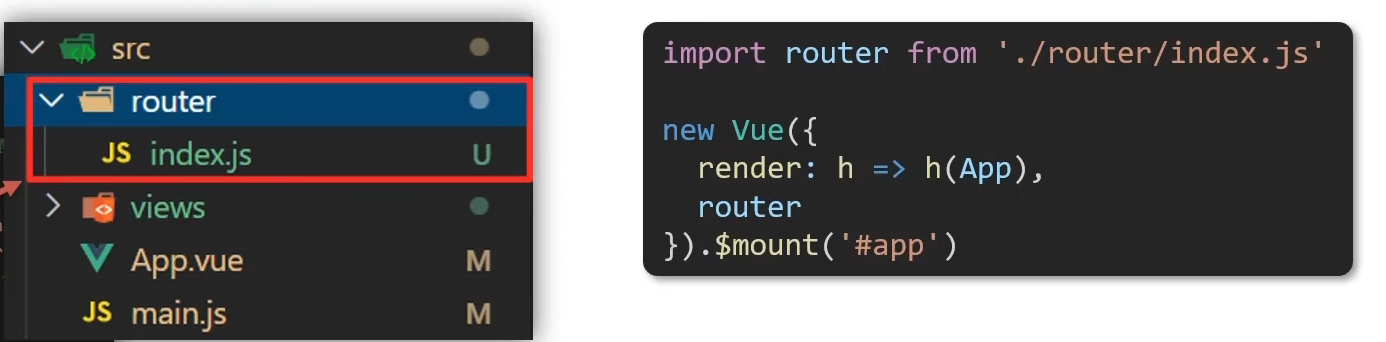 src
router
JS index.js U
views
App.vue M
JS main.js M
import router from './router/index.js'
new Vue({
  render: h => h(App),
  router
}).$mount('#app')